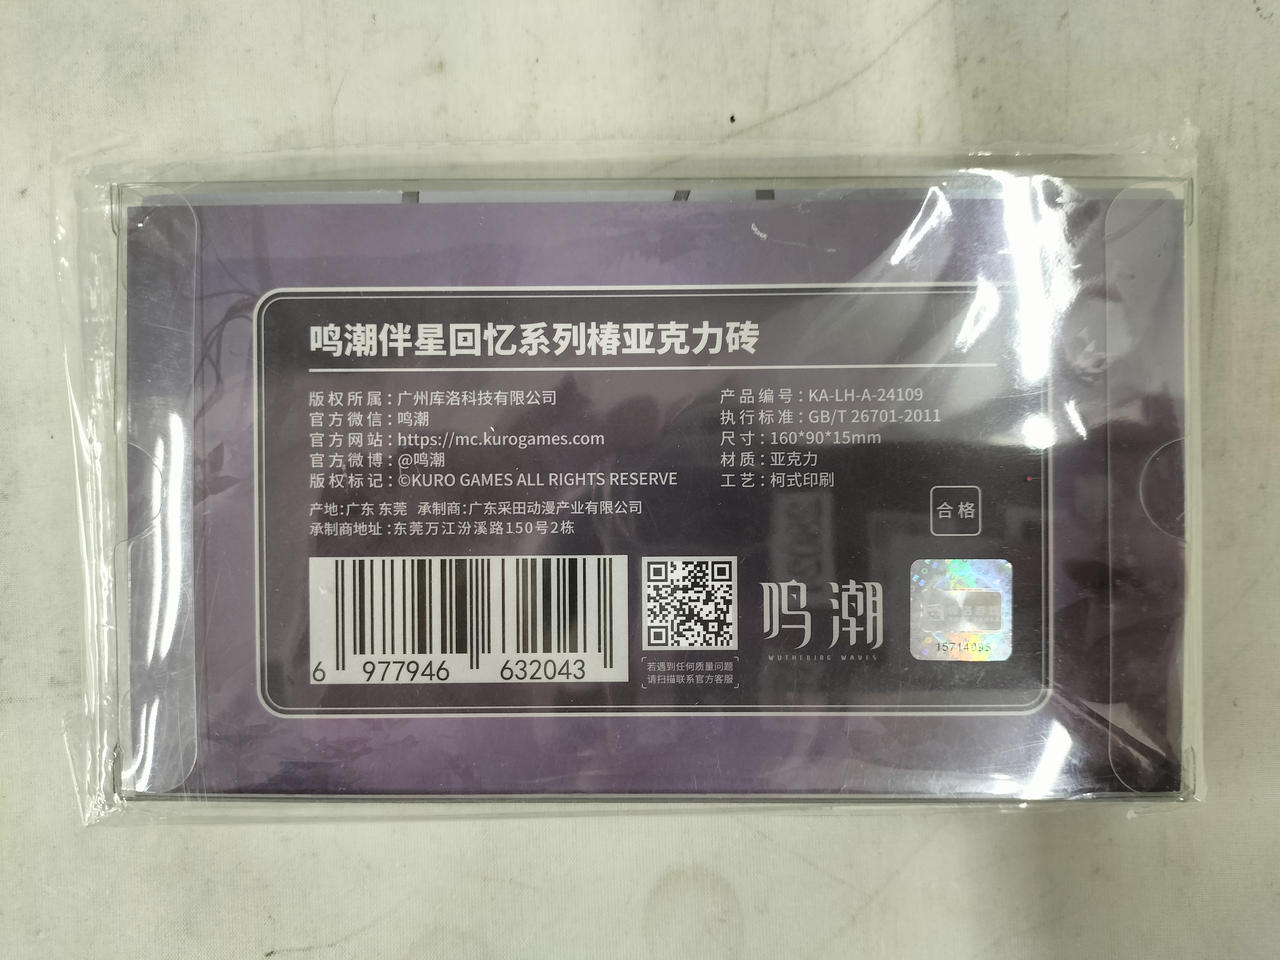 鸣潮伴星回忆系列椿亚克力砖
版权所属：广州库洛科技有限公司
官方微信：鸣潮
官方网站：https://mc.kurogames.com
官方微博：@鸣潮
版权标记：©KURO GAMES ALL RIGHTS RESERVE
产地：广东 东莞 承制商：广东采田动漫产业有限公司
承制商地址：东莞万江汾溪路150号2栋
产品编号：KA-LH-A-24109
执行标准：GB/T 26701-2011
尺寸：160*90*15mm
材质：亚克力
工艺：柯式印刷
合格
6 977946 632043
若遇到任何质量问题
请扫描联系官方客服
鸣潮
WUTHERING WAVES